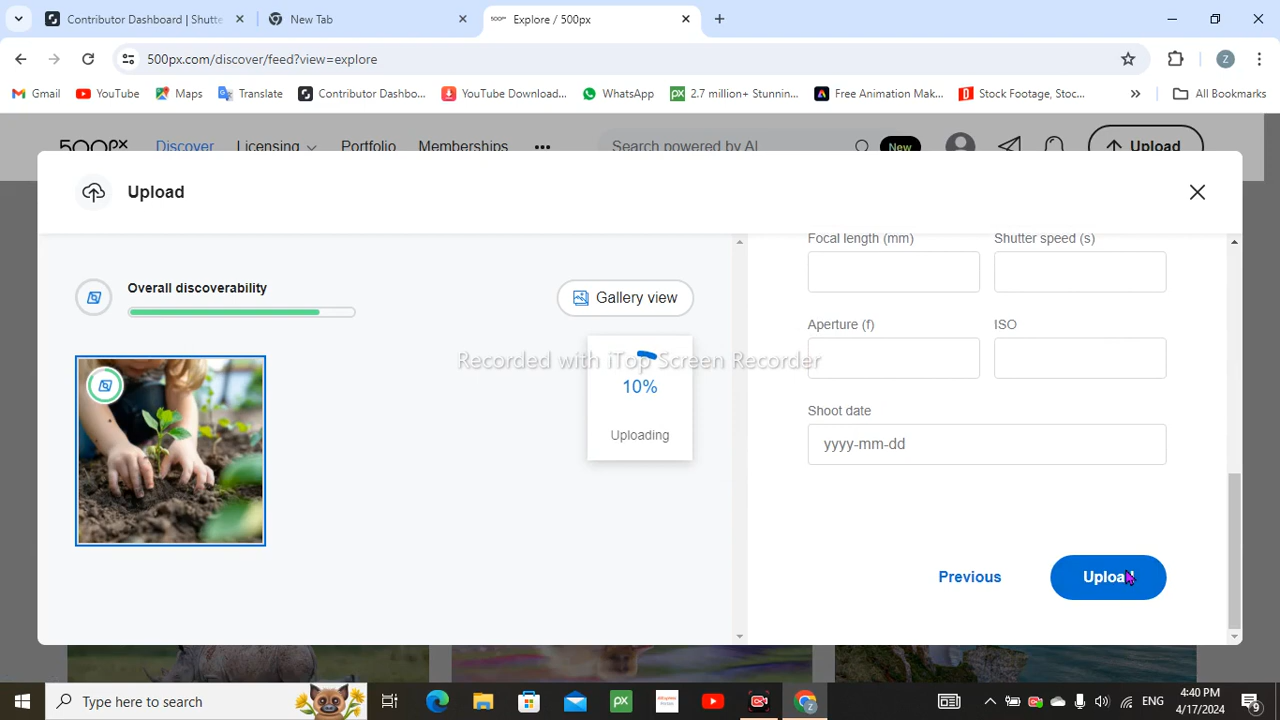 Contributor Dashboard | Shutte
New Tab
500px
Explore / 500px
500px.com/discover/feed?view=explore
Z
Gmail
YouTube
Maps
Translate
Contributor Dashbo...
YouTube Download...
WhatsApp
px
2.7 million+ Stunnin...
Free Animation Mak...
Stock Footage, Stoc...
»
All Bookmarks
500px
Discover
Licensing
Portfolio
Memberships
Search powered by AI
New
Upload
Upload
Overall discoverability
Gallery view
Recorded with iTop Screen Recorder
10%
Uploading
Focal length (mm)
Shutter speed (s)
Aperture (f)
ISO
Shoot date
yyyy-mm-dd
Previous
Upload
Type here to search
px
Z
ENG
4:40 PM
4/17/2024
9